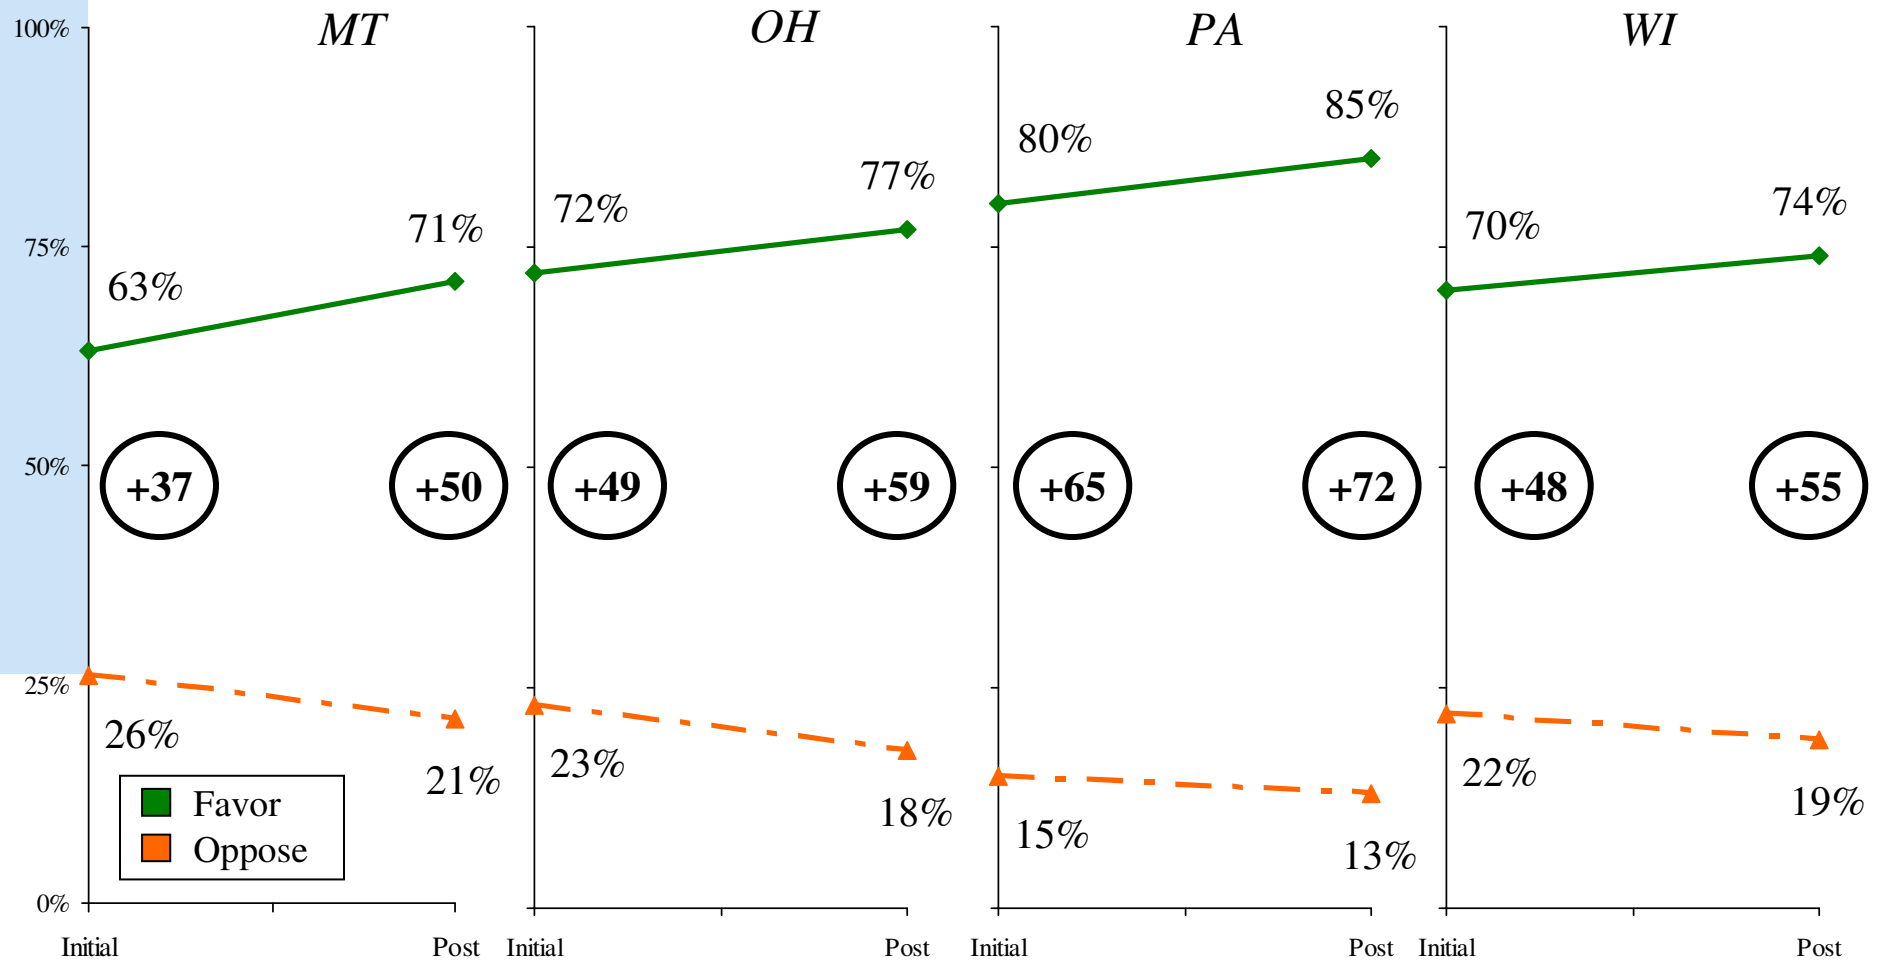 100%
75%
50%
25%
0%
MT
63%
71%
+37
+50
26%
21%
Favor
Oppose
Initial
Post
OH
72%
77%
+49
+59
23%
18%
Initial
Post
PA
80%
85%
+65
+72
15%
13%
Initial
Post
WI
70%
74%
+48
+55
22%
19%
Initial
Post